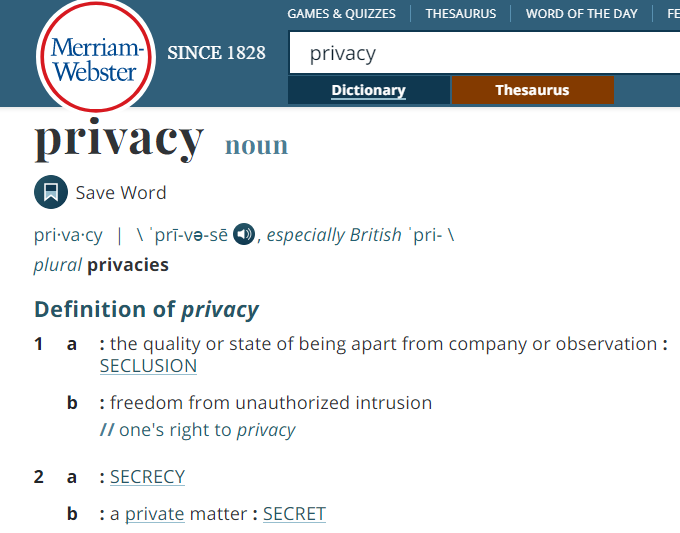 GAMES & QUIZZES THESAURUS WORD OF THE DAY FE
Merriam-
Webster
SINCE 1828
privacy
Dictionary Thesaurus
privacy noun
Save Word
pri·va·cy | \ ˈprī-və-sē , especially British ˈpri- \
plural privacies
Definition of privacy
1 a : the quality or state of being apart from company or observation :
SECLUSION
b : freedom from unauthorized intrusion
// one's right to privacy
2 a : SECRECY
b : a private matter : SECRET